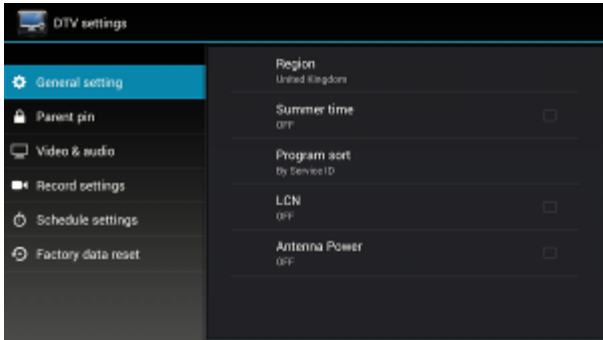 DTV settings
General setting
Parent pin
Video & audio
Record settings
Schedule settings
Factory data reset
Region
United Kingdom
Summer time
OFF
Program sort
By Service ID
LCN
OFF
Antenna Power
OFF